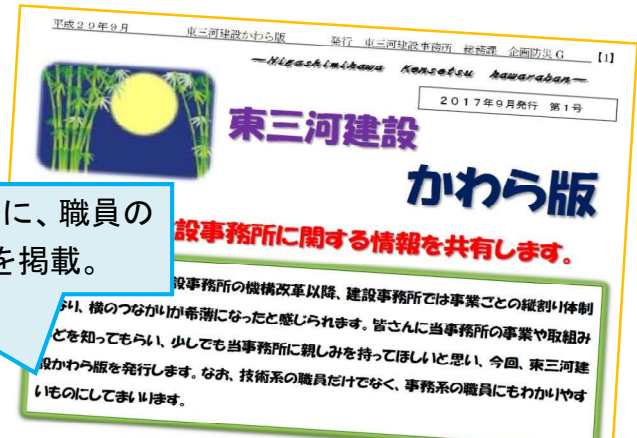 平成29年9月 東三河建設かわら版 発行 東三河建設事務所 総務課 企画防災G 【1】
～Higashimikawa Kensetsu kawaraban～
2017年9月発行 第1号
東三河建設
かわら版
設事務所に関する情報を共有します。
に、職員の
を掲載。
設事務所の機構改革以降、建設事務所では事業ごとの縦割り体制
なり、横のつながりが希薄になったと感じられます。皆さんに当事務所の事業や取組み
などを知ってもらい、少しでも当事務所に親しみを持ってほしいと思い、今回、東三河建
設かわら版を発行します。なお、技術系の職員だけでなく、事務系の職員にもわかりやす
いものにしてまいります。